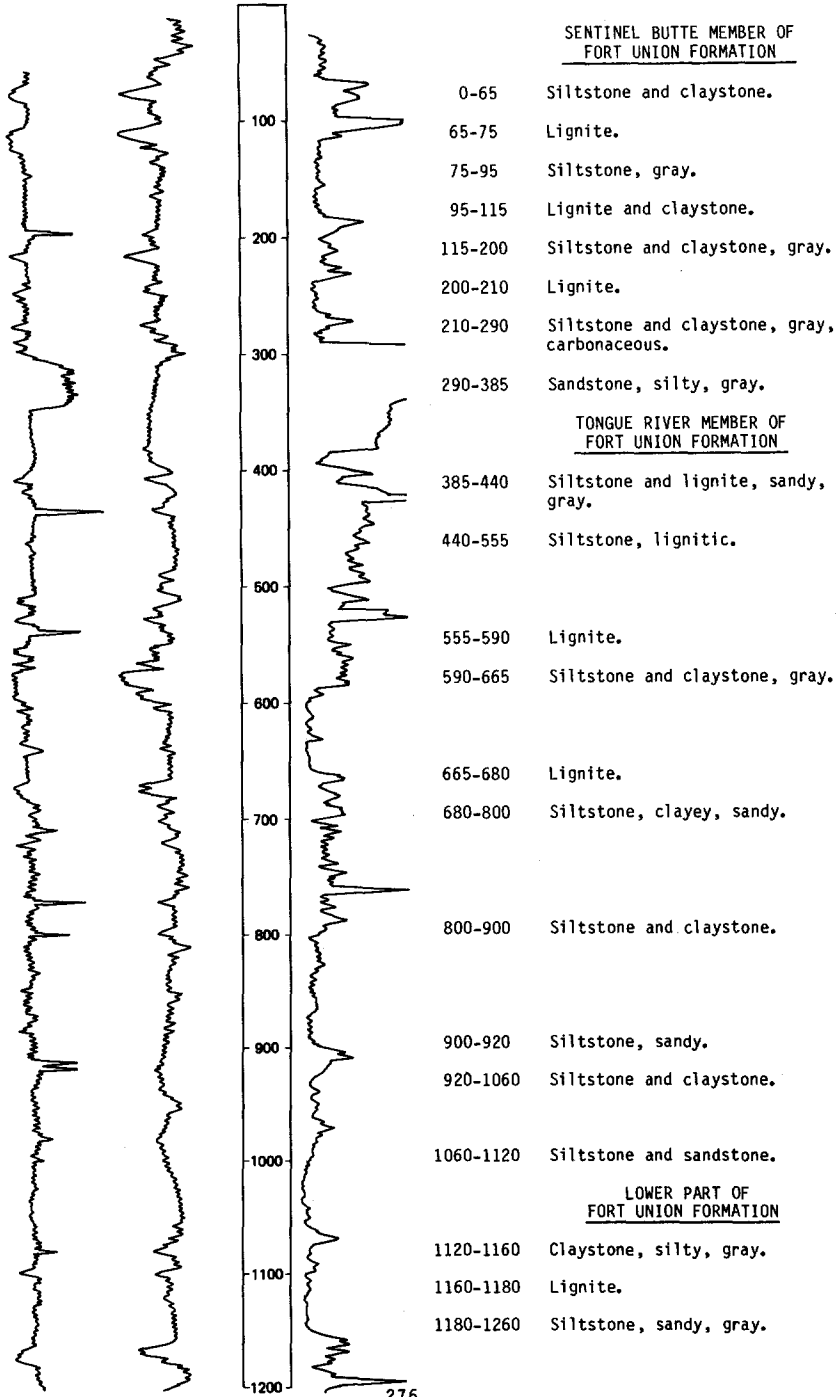 SENTINEL BUTTE MEMBER OF
FORT UNION FORMATION
0-65 Siltstone and claystone.
100
65-75 Lignite.
75-95 Siltstone, gray.
95-115 Lignite and claystone.
200
115-200 Siltstone and claystone, gray.
200-210 Lignite.
210-290 Siltstone and claystone, gray,
carbonaceous.
300
290-385 Sandstone, silty, gray.
TONGUE RIVER MEMBER OF
FORT UNION FORMATION
400
385-440 Siltstone and lignite, sandy,
gray.
440-555 Siltstone, lignitic.
500
555-590 Lignite.
590-665 Siltstone and claystone, gray.
600
665-680 Lignite.
700
680-800 Siltstone, clayey, sandy.
800
800-900 Siltstone and claystone.
900
900-920 Siltstone, sandy.
920-1060 Siltstone and claystone.
1000
1060-1120 Siltstone and sandstone.
LOWER PART OF
FORT UNION FORMATION
1120-1160 Claystone, silty, gray.
1100
1160-1180 Lignite.
1180-1260 Siltstone, sandy, gray.
1200
276